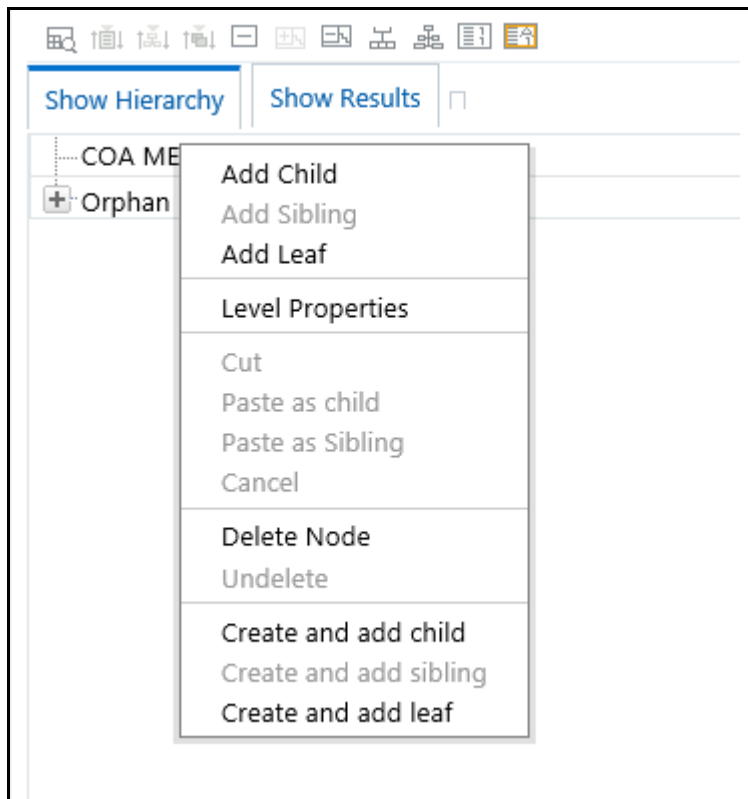 Show Hierarchy Show Results
COA ME
Orphan
Add Child
Add Sibling
Add Leaf
Level Properties
Cut
Paste as child
Paste as Sibling
Cancel
Delete Node
Undelete
Create and add child
Create and add sibling
Create and add leaf